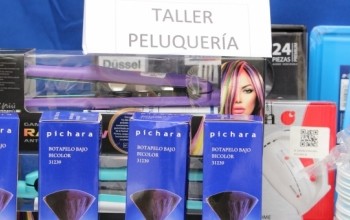 TALLER
PELUQUERÍA
Düssel
24
PIEZAS
pichara
BOTAPELO BAJO
BICOLOR
31239
pichara
BOTAPELO BAJO
BICOLOR
31239
pichara
BOTAPELO BAJO
BICOLOR
31239